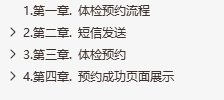 1.第一章. 体检预约流程
2.第二章. 短信发送
3.第三章. 体检预约
4.第四章. 预约成功页面展示